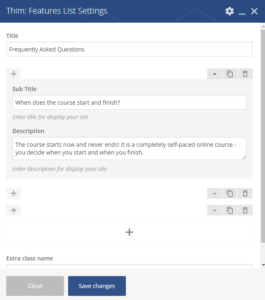 Thim: Features List Settings
Title
Frequently Asked Questions
Sub Title
When does the course start and finish?
Enter title for display your site
Description
The course starts now and never ends! It is a completely self-paced online course -
you decide when you start and when you finish.
Enter description for display your site
Extra class name
Close
Save changes